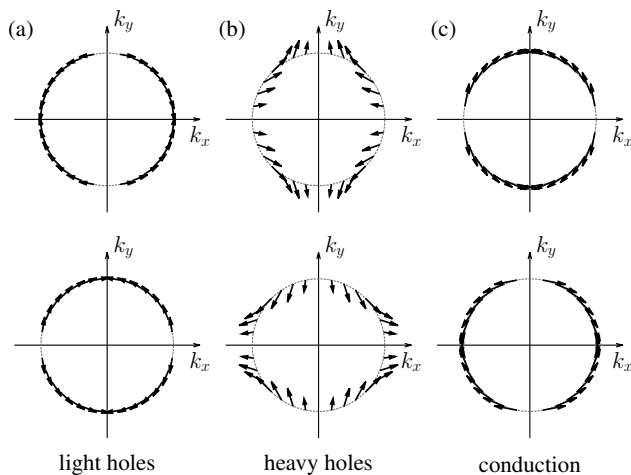 (a) k_y (b) k_y (c) k_y
k_x k_x k_x
k_y k_y k_y
k_x k_x k_x
light holes heavy holes conduction